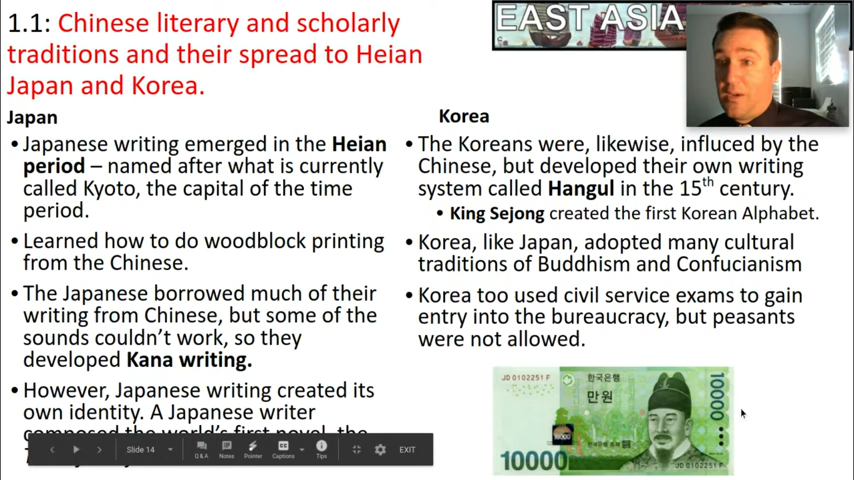 1.1: Chinese literary and scholarly
traditions and their spread to Heian
Japan and Korea.
EAST ASIA
Japan
• Japanese writing emerged in the Heian
period – named after what is currently
called Kyoto, the capital of the time
period.
• Learned how to do woodblock printing
from the Chinese.
• The Japanese borrowed much of their
writing from Chinese, but some of the
sounds couldn't work, so they
developed Kana writing.
• However, Japanese writing created its
own identity. A Japanese writer
composed the world's first novel, the
Korea
• The Koreans were, likewise, influced by the
Chinese, but developed their own writing
system called Hangul in the 15th century.
• King Sejong created the first Korean Alphabet.
• Korea, like Japan, adopted many cultural
traditions of Buddhism and Confucianism
• Korea too used civil service exams to gain
entry into the bureaucracy, but peasants
were not allowed.
JD 0102251 F
한국은행
만원
10000
10000
JD 0102251 F
10000
Slide 14
Q & A
Notes
Pointer
Captions
Tips
EXIT